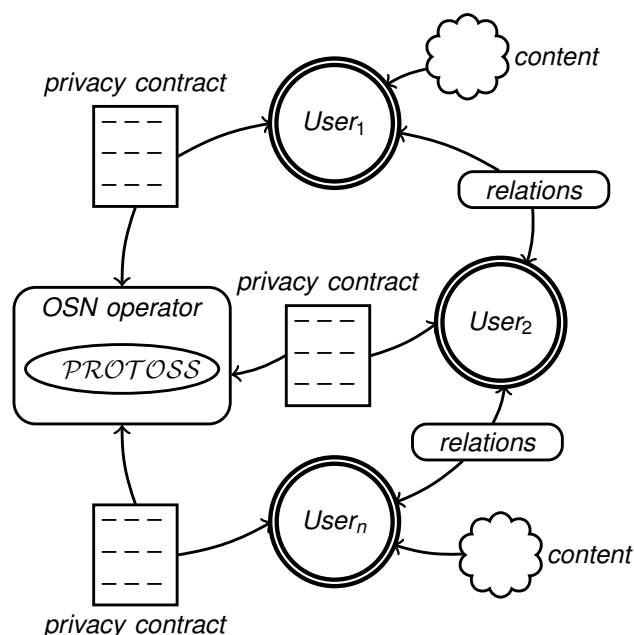 content
privacy contract
User₁
relations
privacy contract
OSN operator
User₂
PROTOSS
relations
Userₙ
content
privacy contract